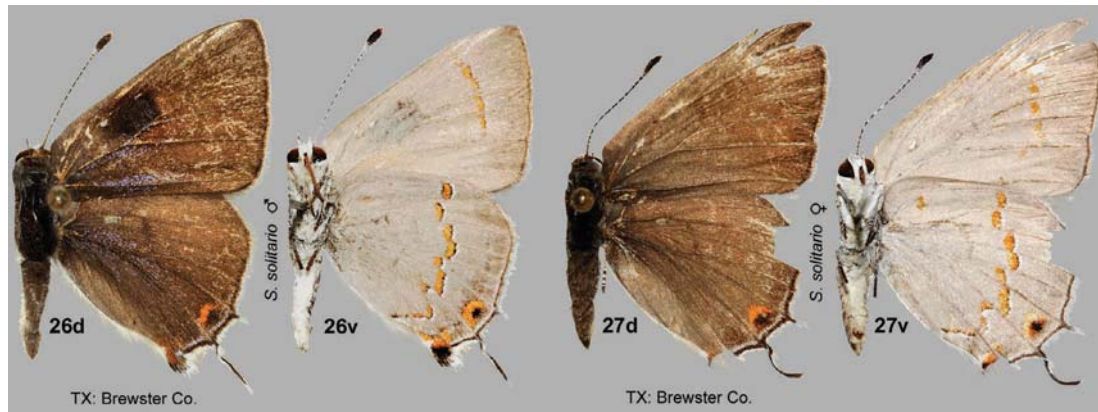 S. solitario ♂
S. solitario ♀
26d
26v
27d
27v
TX: Brewster Co.
TX: Brewster Co.